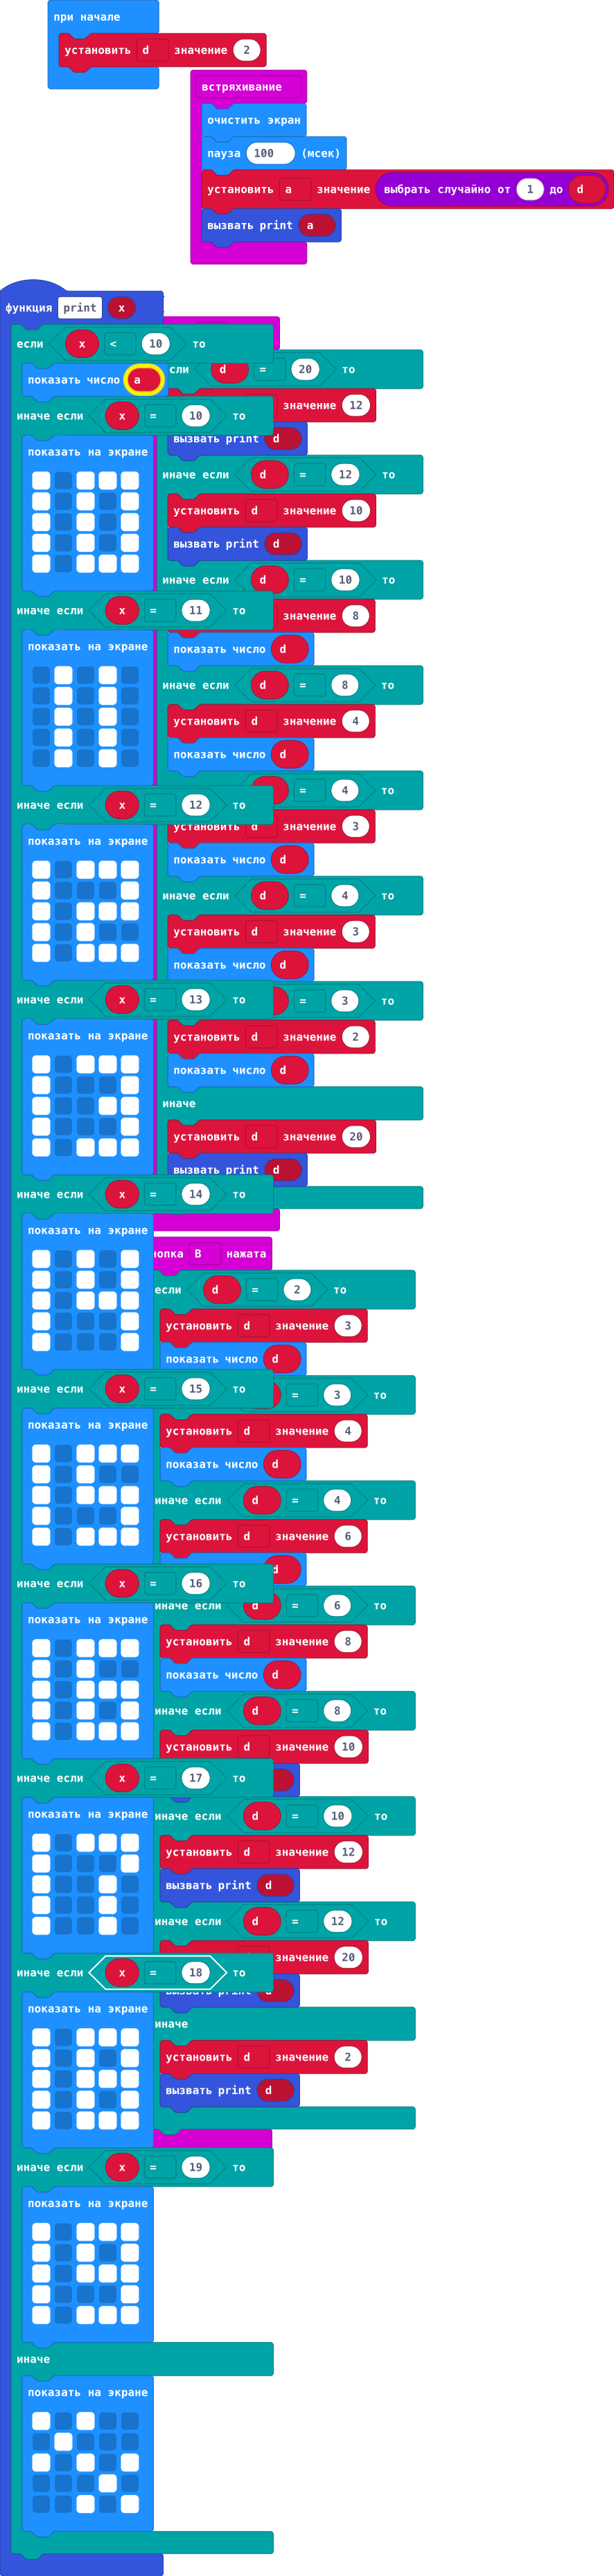 при начале
установить d значение 2
встряхивание
очистить экран
пауза 100 (мсек)
установить a значение выбрать случайно от 1 до d
вызвать print a
функция print x
если x < 10 то
сли d = 20 то
показать число a
значение 12
иначе если x = 10 то
вызвать print d
показать на экране
иначе если d = 12 то
установить d значение 10
вызвать print d
иначе если d = 10 то
иначе если x = 11 то
значение 8
показать на экране
показать число d
иначе если d = 8 то
установить d значение 4
показать число d
= 4 то
иначе если x = 12 то
установить d значение 3
показать на экране
показать число d
иначе если d = 4 то
установить d значение 3
показать число d
иначе если x = 13 то
= 3 то
показать на экране
установить d значение 2
показать число d
иначе
установить d значение 20
вызвать print d
иначе если x = 14 то
показать на экране
нопка B нажата
если d = 2 то
установить d значение 3
показать число d
иначе если x = 15 то
= 3 то
показать на экране
установить d значение 4
показать число d
иначе если d = 4 то
установить d значение 6
d
иначе если x = 16 то
иначе если d = 6 то
показать на экране
установить d значение 8
показать число d
иначе если d = 8 то
установить d значение 10
иначе если x = 17 то
показать на экране
иначе если d = 10 то
установить d значение 12
вызвать print d
иначе если d = 12 то
значение 20
иначе если x = 18 то
вызвать print d
показать на экране
иначе
установить d значение 2
вызвать print d
иначе если x = 19 то
показать на экране
иначе
показать на экране